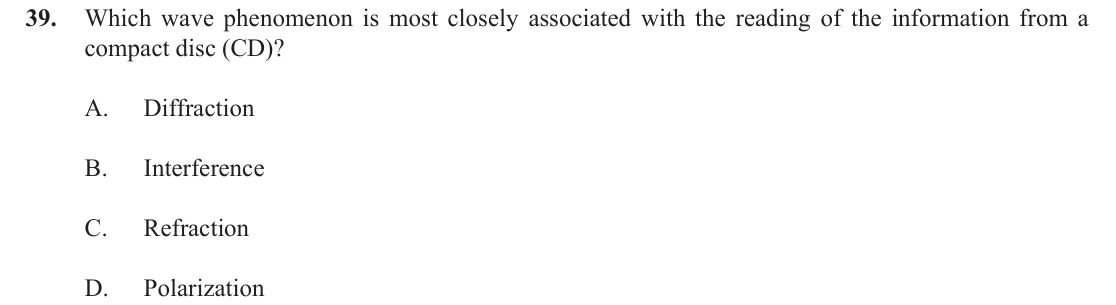 39. Which wave phenomenon is most closely associated with the reading of the information from a
compact disc (CD)?
A. Diffraction
B. Interference
C. Refraction
D. Polarization